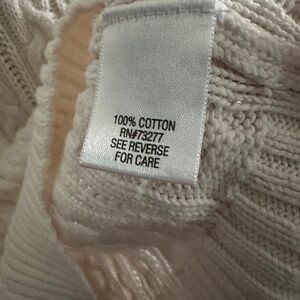 100% COTTON
RN#73277
SEE REVERSE
FOR CARE